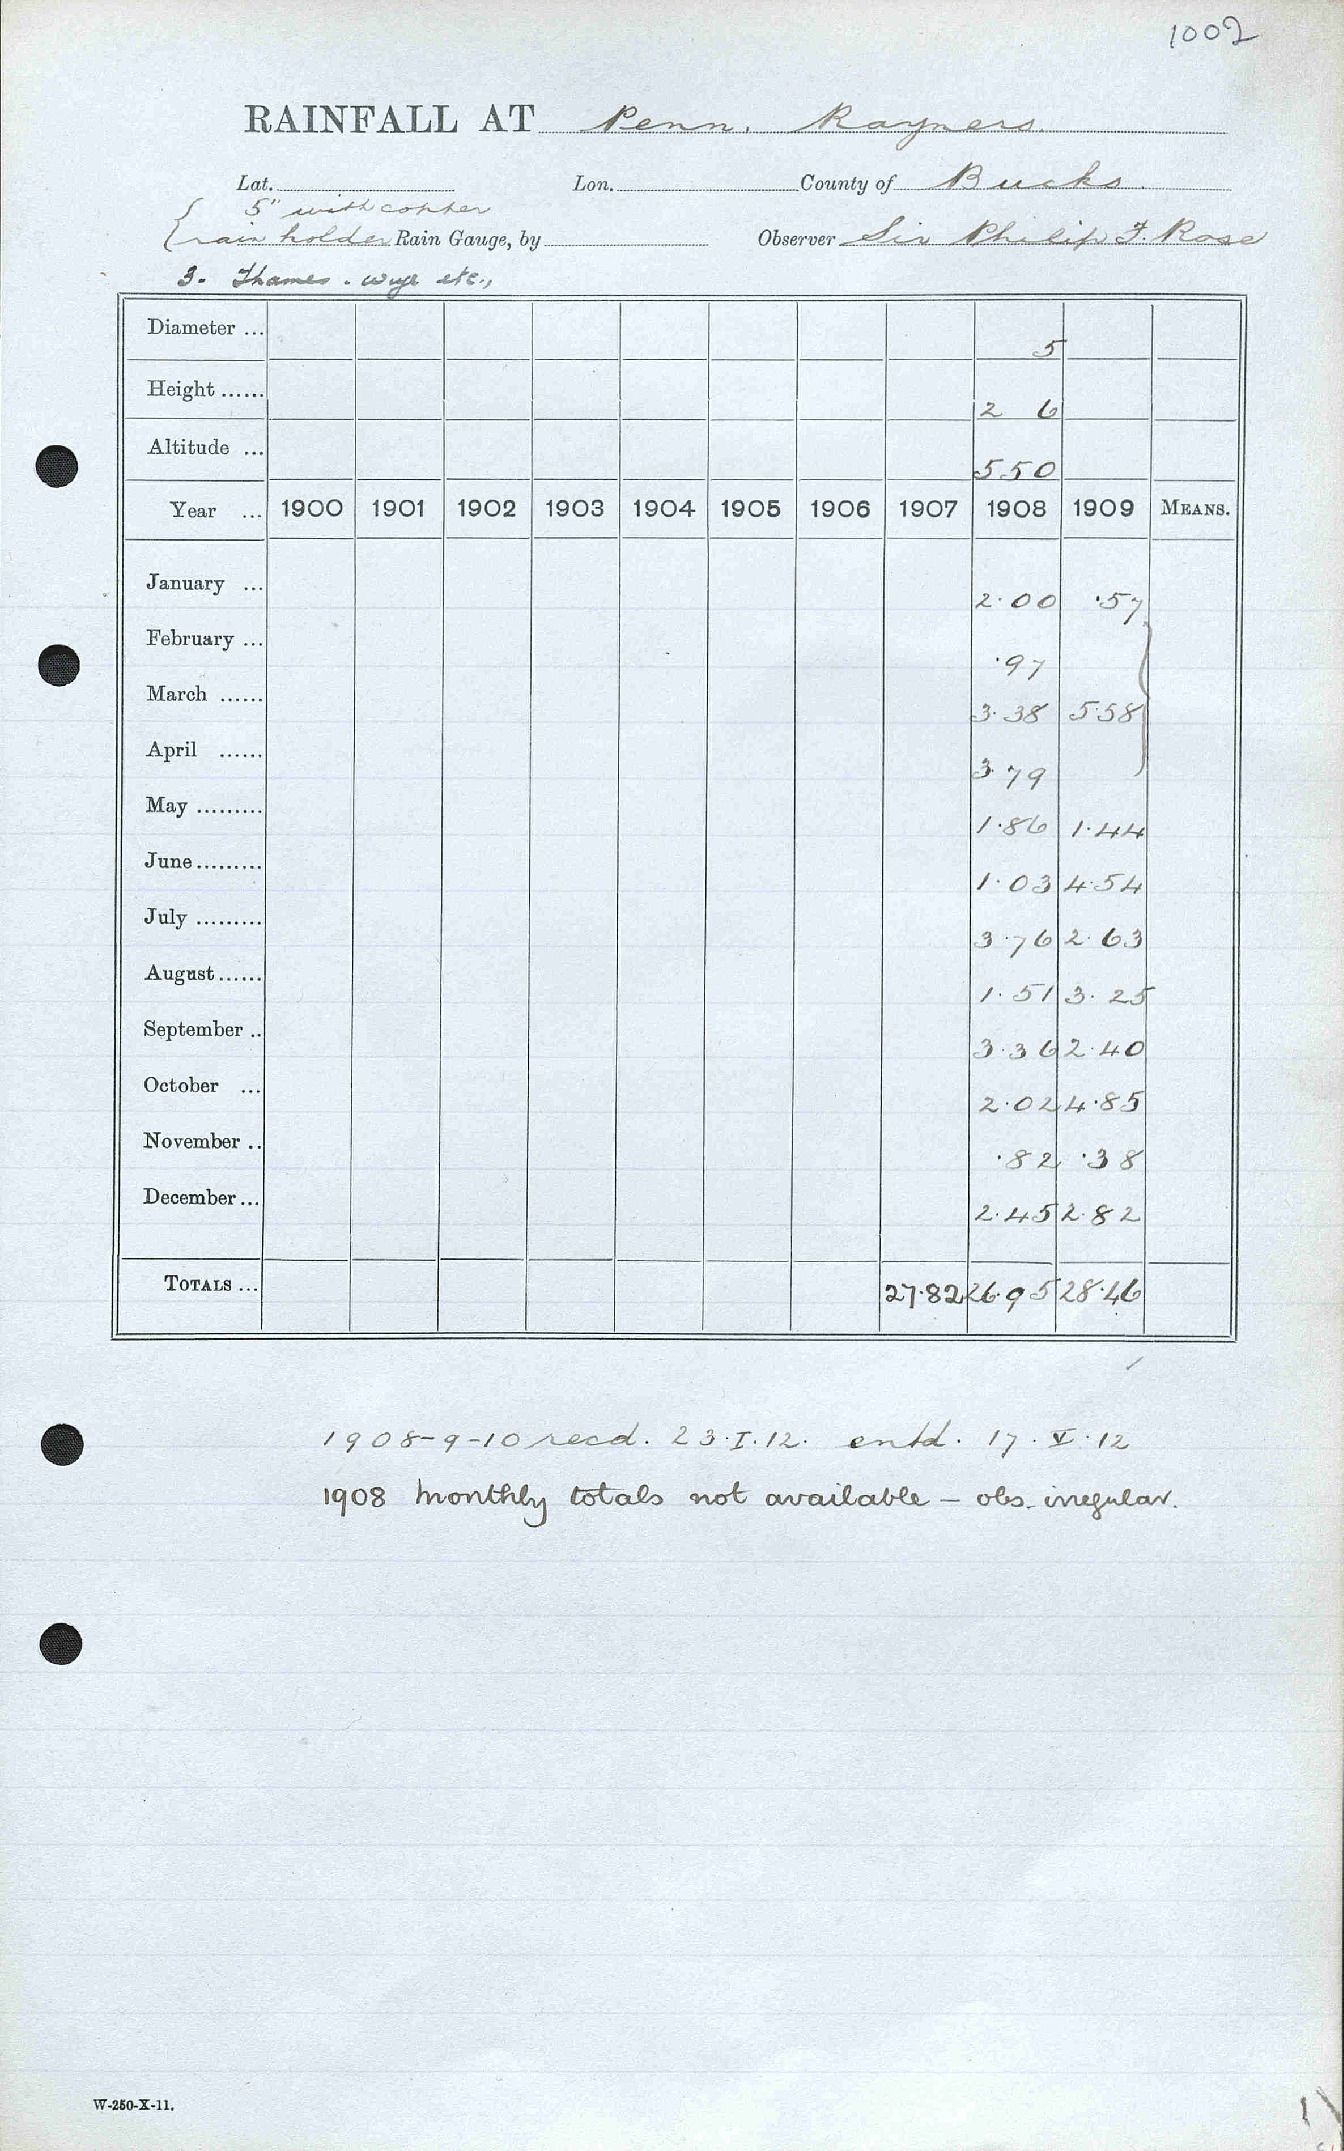 1002
RAINFALL AT Penn. Rayners.
Lat. Lon. County of Bucks.
5" with copper
rain holder Rain Gauge, by Observer Sir Philip F. Rose
3. Thames. Wye etc.,
Diameter ... 5
Height ...... 2 6
Altitude ... 550
Year ... 1900 1901 1902 1903 1904 1905 1906 1907 1908 1909 MEANS.
January ... 2.00 .57
February ... .97
March ...... 3.38 5.58
April ...... 3.79
May ......... 1.86 1.44
June ......... 1.03 4.54
July ......... 3.76 2.63
August ...... 1.51 3.25
September .. 3.36 2.40
October ... 2.02 4.85
November .. .82 .38
December ... 2.45 2.82
TOTALS ... 27.82 26.95 28.46
1908-9-10 recd. 23.I.12. entd. 17.V.12
1908 monthly totals not available - obs. irregular.
W-250-X-11.